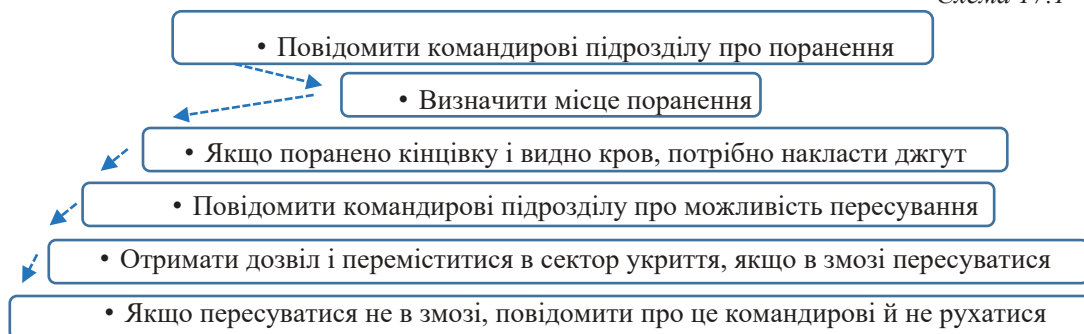 Схема 17.1
• Повідомити командирові підрозділу про поранення
• Визначити місце поранення
• Якщо поранено кінцівку і видно кров, потрібно накласти джгут
• Повідомити командирові підрозділу про можливість пересування
• Отримати дозвіл і переміститися в сектор укриття, якщо в змозі пересуватися
• Якщо пересуватися не в змозі, повідомити про це командирові й не рухатися